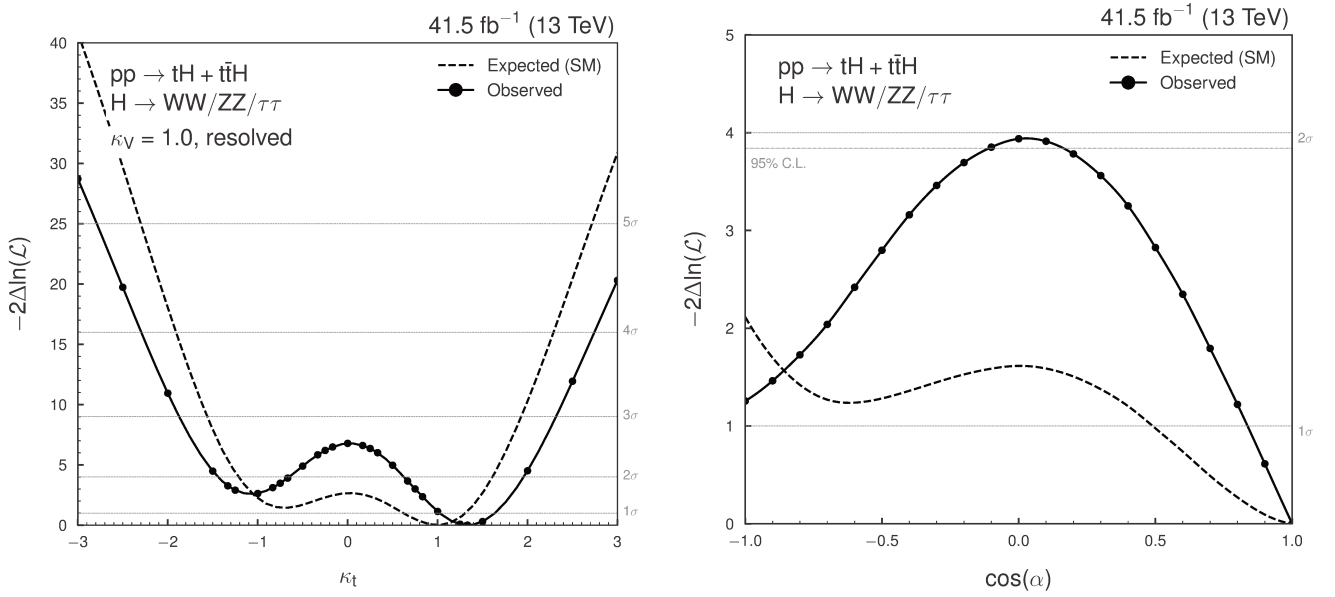 41.5 fb⁻¹ (13 TeV)
pp → tH + tt̄H
H → WW/ZZ/ττ
κV = 1.0, resolved
Expected (SM)
Observed
−2Δln(ℒ)
40
35
30
25
20
15
10
5
0
5σ
4σ
3σ
2σ
1σ
−3
−2
−1
0
1
2
3
κt
41.5 fb⁻¹ (13 TeV)
pp → tH + tt̄H
H → WW/ZZ/ττ
Expected (SM)
Observed
−2Δln(ℒ)
5
4
3
2
1
0
2σ
95% C.L.
1σ
−1.0
−0.5
0.0
0.5
1.0
cos(α)